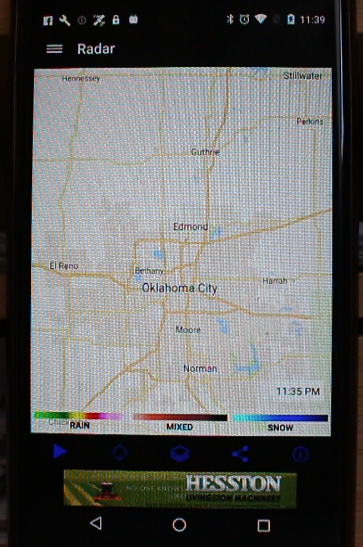 11:39
Radar
Hennessey
Stillwater
Perkins
Guthrie
Edmond
El Reno
Bethany
Harrah
Oklahoma City
Moore
Norman
11:35 PM
RAIN MIXED SNOW
HESSTON
LIVINGSTON MACHINERY